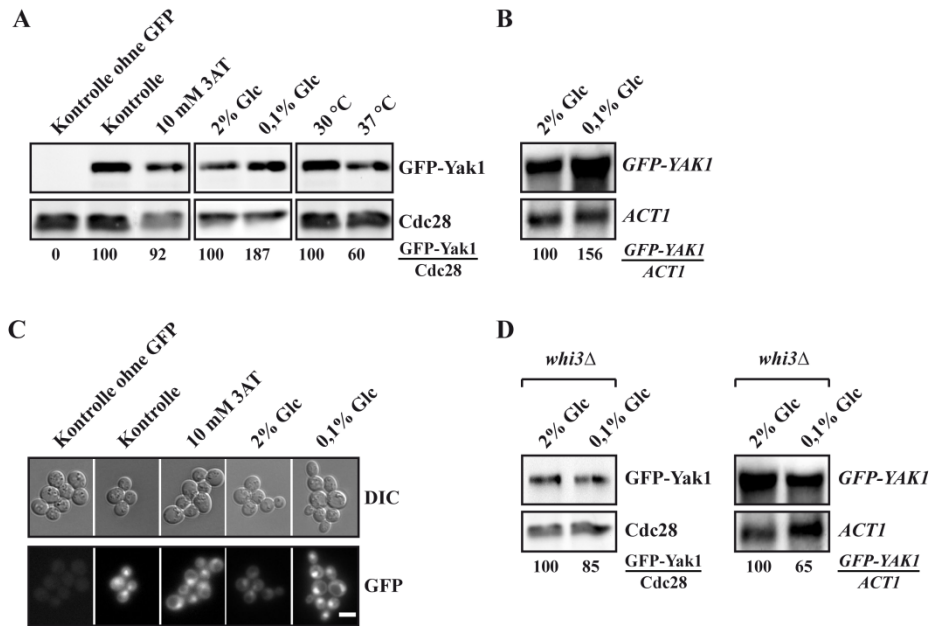 A
Kontrolle ohne GFP
Kontrolle
10 mM 3AT
2% Glc
0,1% Glc
30 °C
37 °C
GFP-Yak1
Cdc28
0 100 92 100 187 100 60 GFP-Yak1
Cdc28
B
2% Glc
0,1% Glc
GFP-YAK1
ACT1
100 156 GFP-YAK1
ACT1
C
Kontrolle ohne GFP
Kontrolle
10 mM 3AT
2% Glc
0,1% Glc
DIC
GFP
D
whi3Δ
2% Glc
0,1% Glc
GFP-Yak1
Cdc28
100 85 GFP-Yak1
Cdc28
whi3Δ
2% Glc
0,1% Glc
GFP-YAK1
ACT1
100 65 GFP-YAK1
ACT1